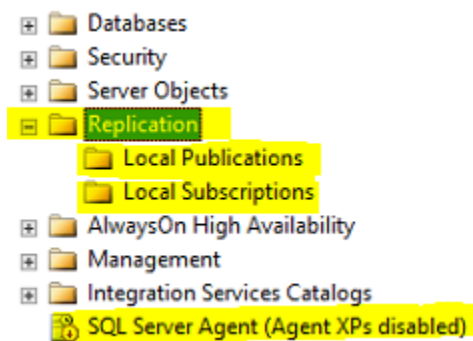 Databases
Security
Server Objects
Replication
Local Publications
Local Subscriptions
AlwaysOn High Availability
Management
Integration Services Catalogs
SQL Server Agent (Agent XPs disabled)